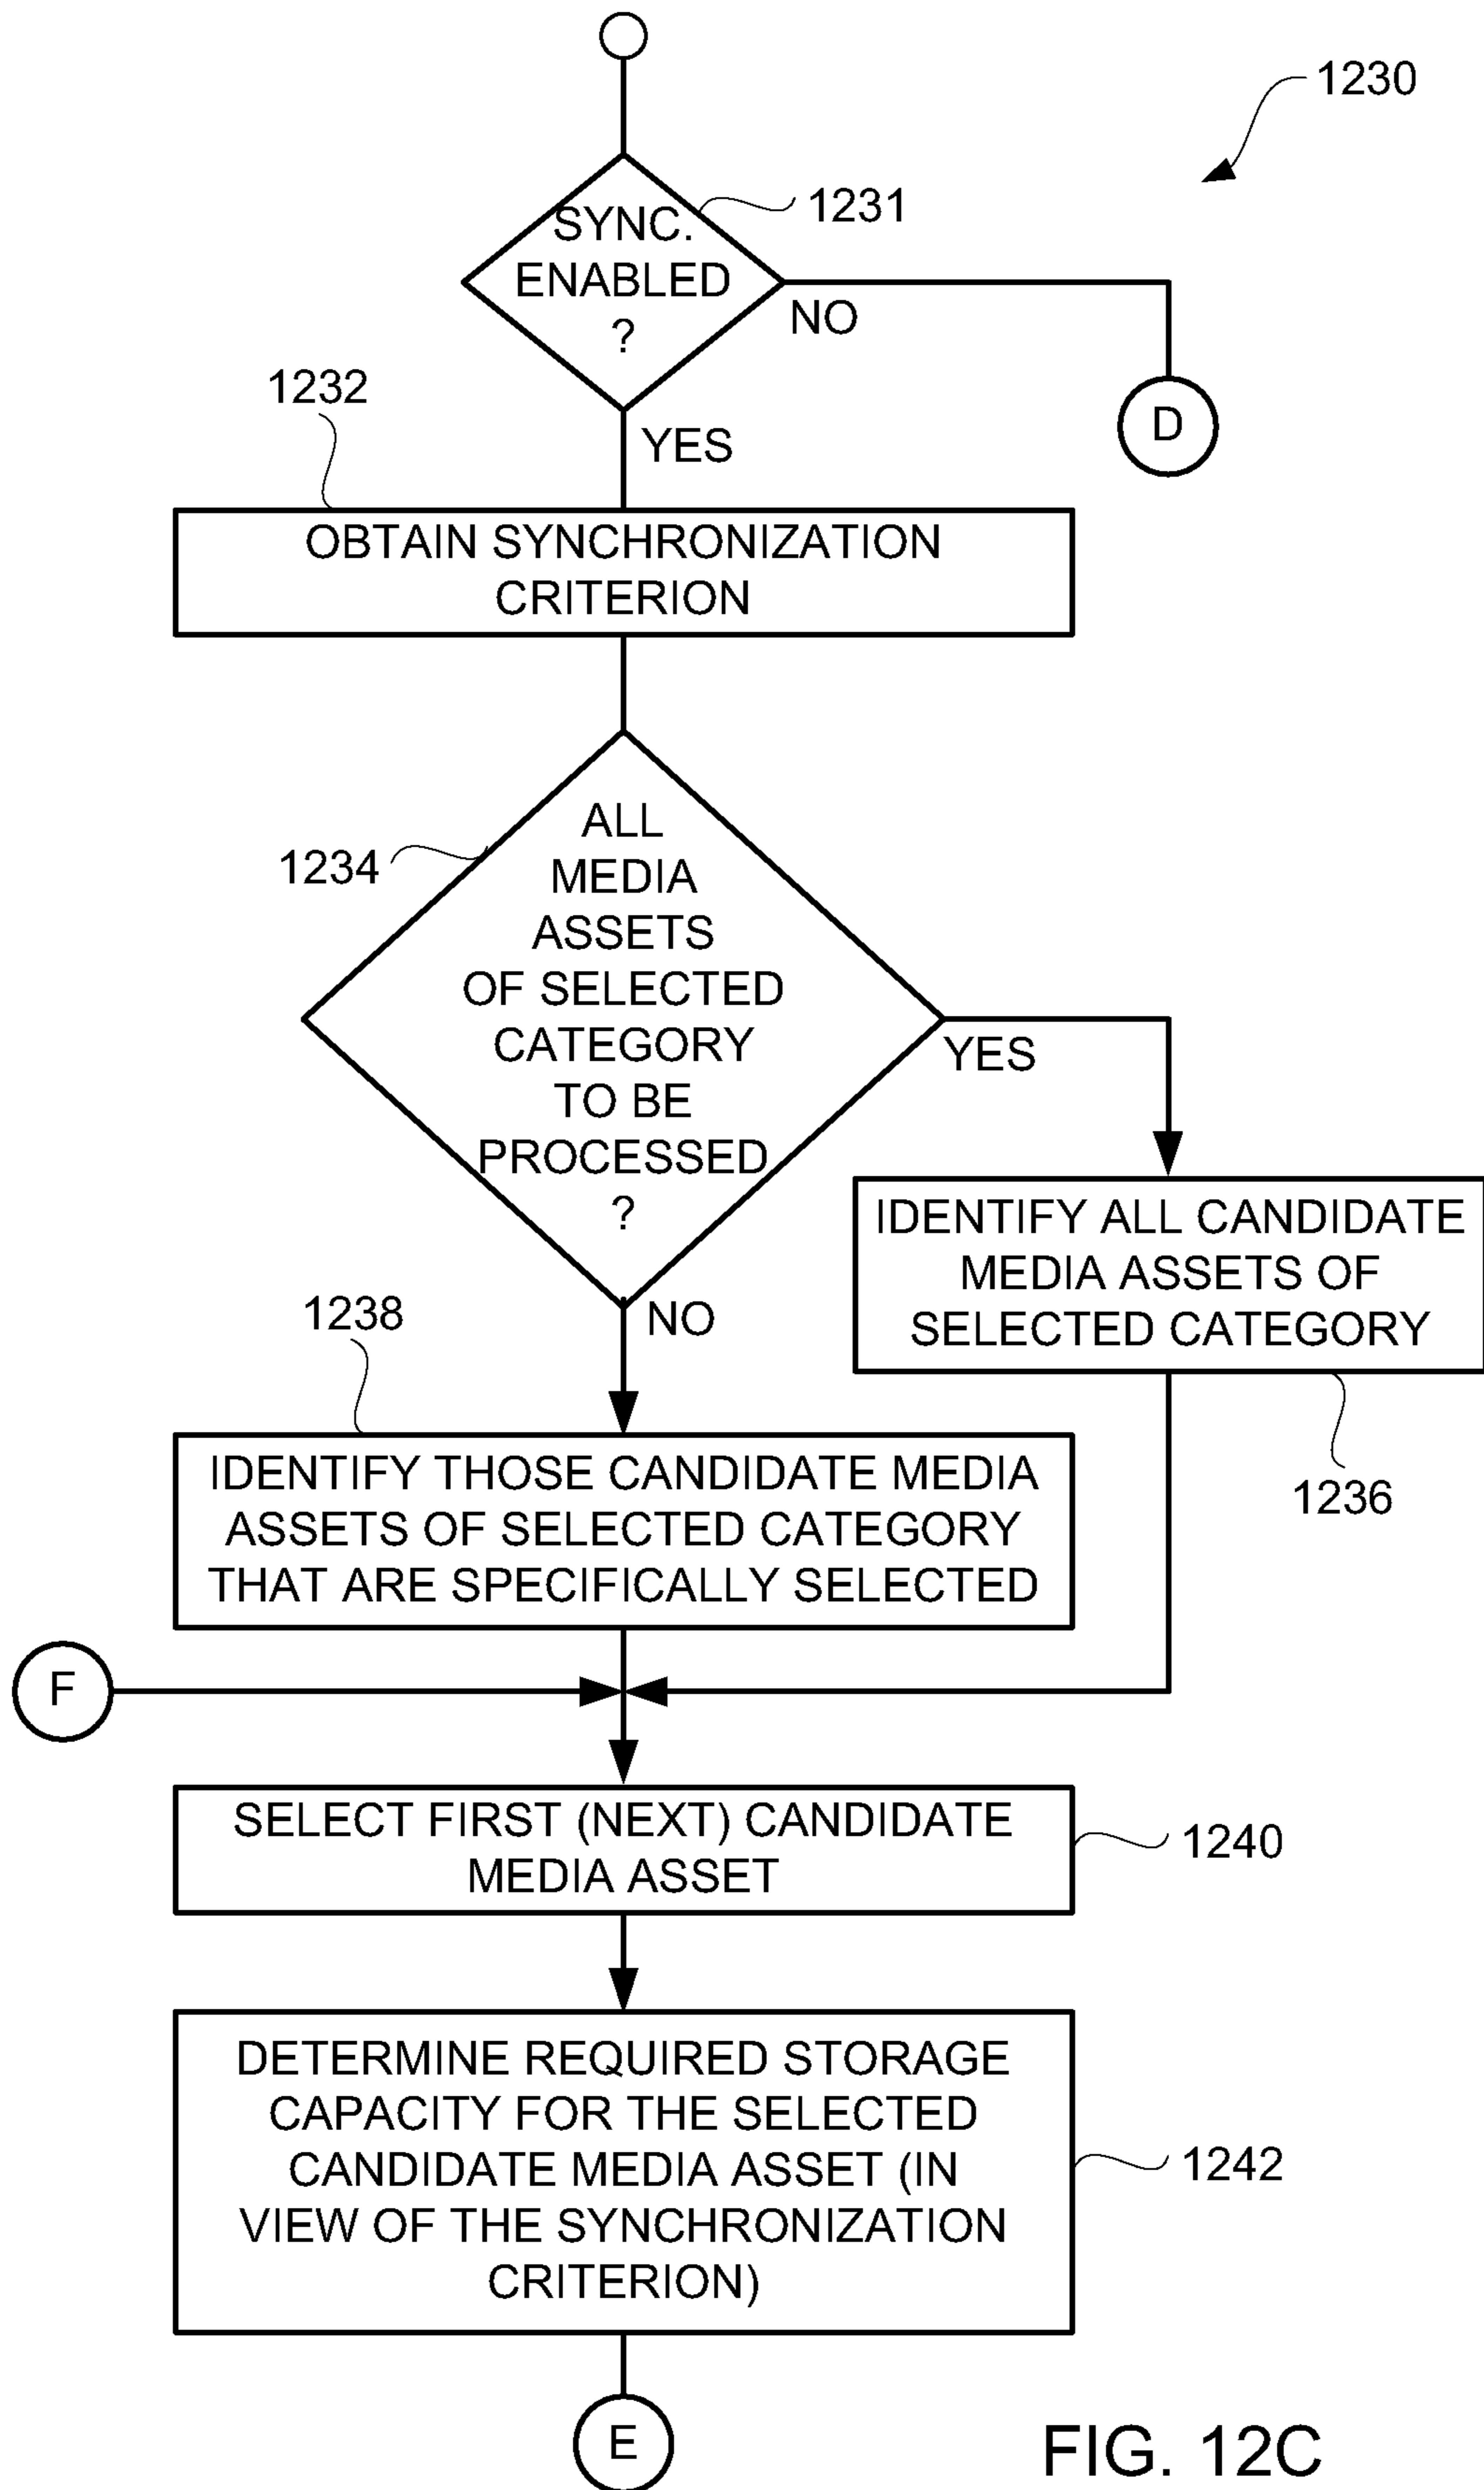 1230
SYNC.
ENABLED
?
1231
NO
D
1232
YES
OBTAIN SYNCHRONIZATION
CRITERION
1234
ALL
MEDIA
ASSETS
OF SELECTED
CATEGORY
TO BE
PROCESSED
?
YES
IDENTIFY ALL CANDIDATE
MEDIA ASSETS OF
SELECTED CATEGORY
1236
NO
1238
IDENTIFY THOSE CANDIDATE MEDIA
ASSETS OF SELECTED CATEGORY
THAT ARE SPECIFICALLY SELECTED
F
SELECT FIRST (NEXT) CANDIDATE
MEDIA ASSET
1240
DETERMINE REQUIRED STORAGE
CAPACITY FOR THE SELECTED
CANDIDATE MEDIA ASSET (IN
VIEW OF THE SYNCHRONIZATION
CRITERION)
1242
E
FIG. 12C